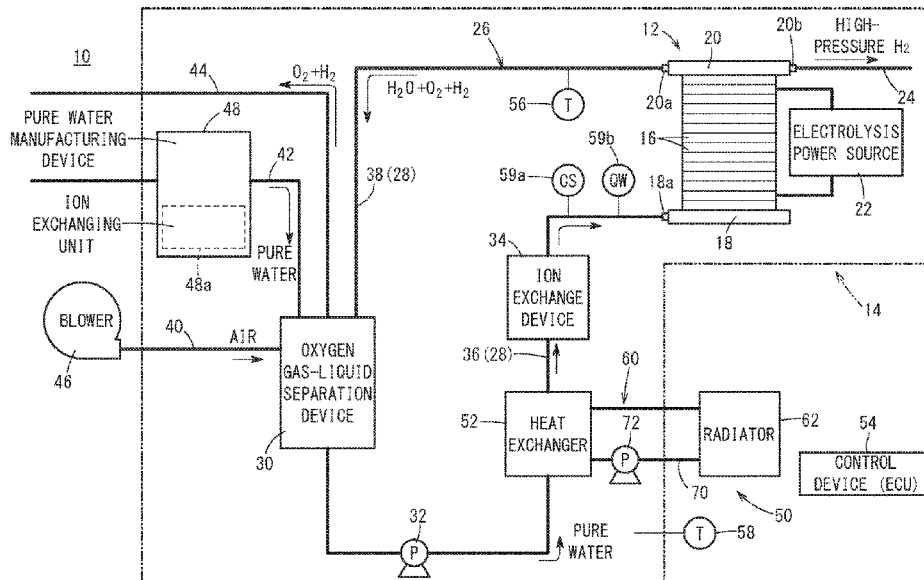 10
44
O2+H2
26
12
20
20b
HIGH-
PRESSURE H2
24
PURE WATER
MANUFACTURING
DEVICE
48
42
H2O+O2+H2
56
T
20a
16
59b
59a
CS
QW
18a
ELECTROLYSIS
POWER SOURCE
22
38(28)
ION
EXCHANGING
UNIT
48a
PURE
WATER
18
34
ION
EXCHANGE
DEVICE
14
BLOWER
46
40
AIR
OXYGEN
GAS-LIQUID
SEPARATION
DEVICE
30
36(28)
60
52
HEAT
EXCHANGER
72
P
RADIATOR
62
54
CONTROL
DEVICE (ECU)
70
50
32
P
PURE
WATER
T
58